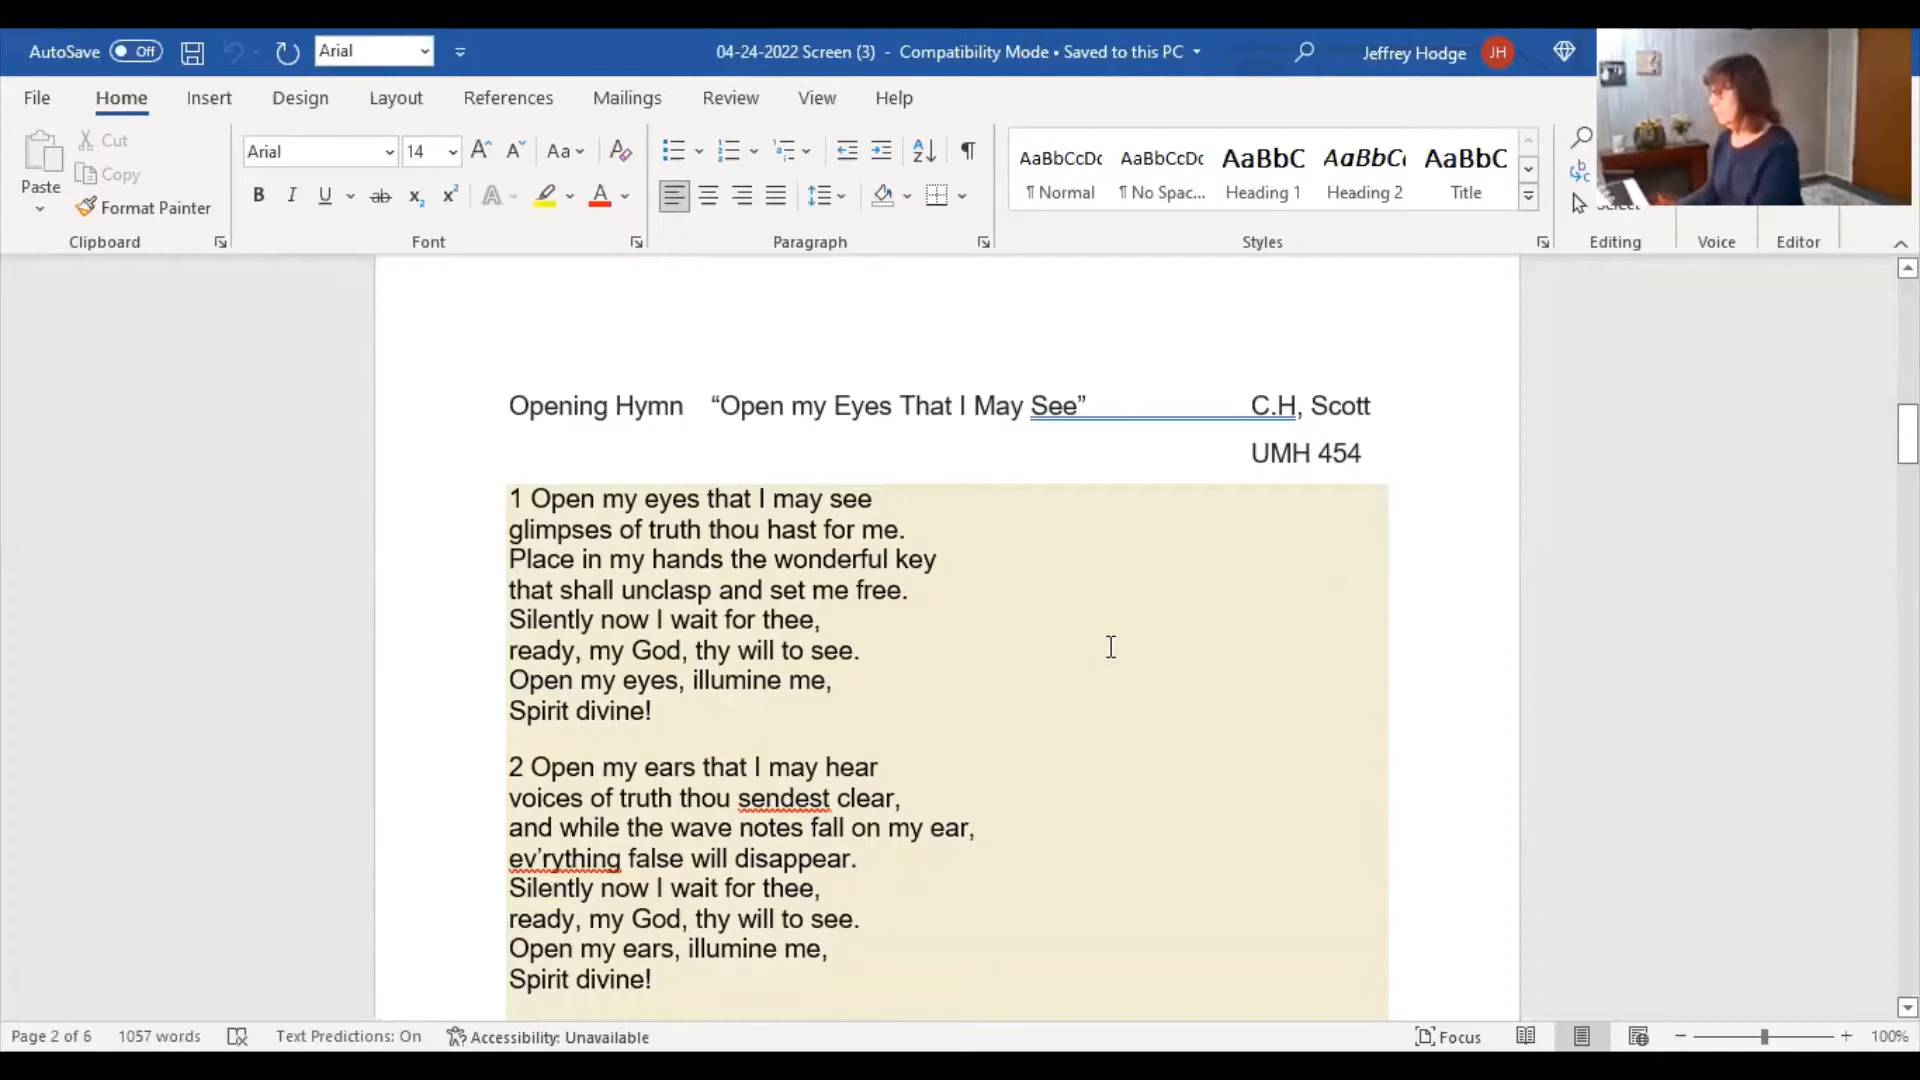 AutoSave Off Arial 04-24-2022 Screen (3) - Compatibility Mode • Saved to this PC Jeffrey Hodge JH
File Home Insert Design Layout References Mailings Review View Help
Paste Cut Copy Format Painter
Arial 14 A A Aa A
B I U ab x₂ x² A A
AaBbCcDc AaBbCcDc AaBbC AaBbC AaBbC
¶ Normal ¶ No Spac... Heading 1 Heading 2 Title
Clipboard Font Paragraph Styles Editing Voice Editor
Opening Hymn “Open my Eyes That I May See” C.H, Scott
UMH 454
1 Open my eyes that I may see
glimpses of truth thou hast for me.
Place in my hands the wonderful key
that shall unclasp and set me free.
Silently now I wait for thee,
ready, my God, thy will to see.
Open my eyes, illumine me,
Spirit divine!
2 Open my ears that I may hear
voices of truth thou sendest clear,
and while the wave notes fall on my ear,
ev’rything false will disappear.
Silently now I wait for thee,
ready, my God, thy will to see.
Open my ears, illumine me,
Spirit divine!
Page 2 of 6 1057 words Text Predictions: On Accessibility: Unavailable Focus 100%